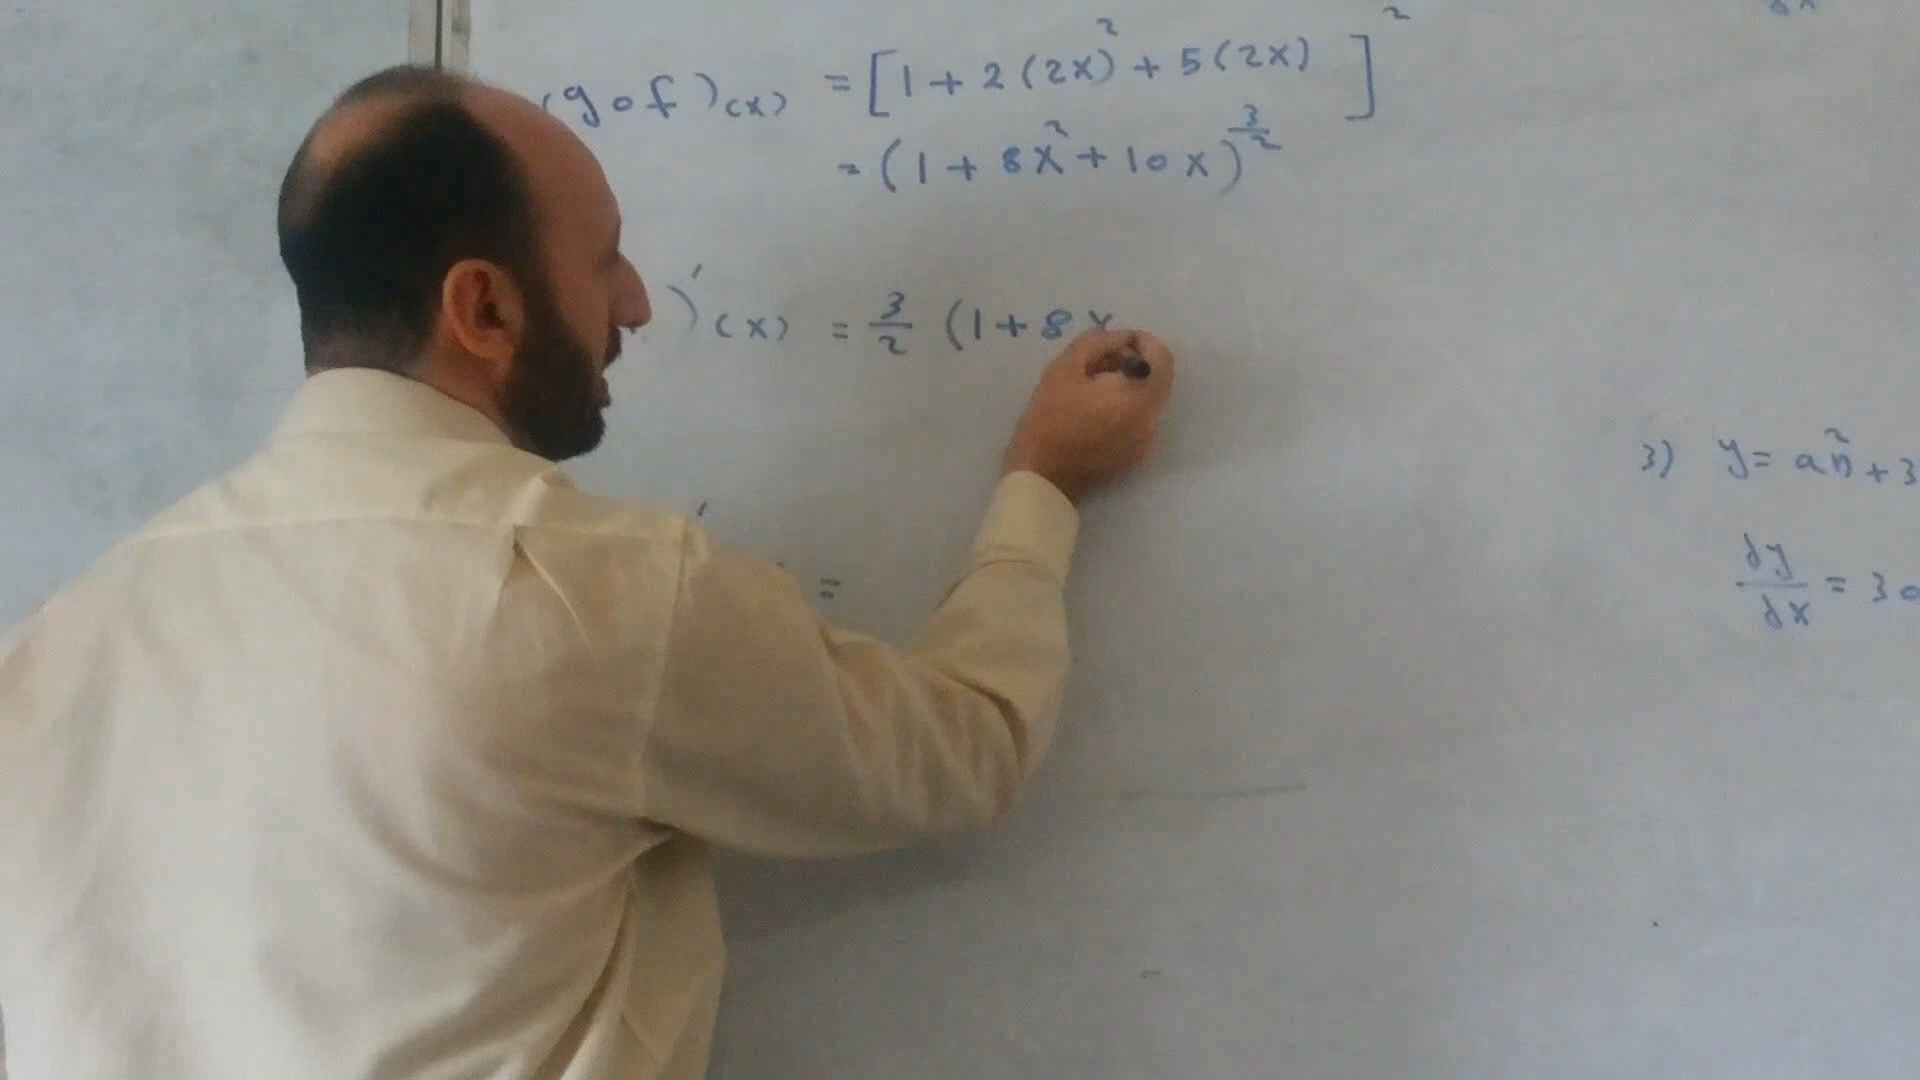 (gof)(x) = [1 + 2(2x)² + 5(2x)]²
= (1 + 8x² + 10x)^3/2
)'(x) = 3/2 (1 + 8x
=
3) y = an² + 3
dy/dx = 30